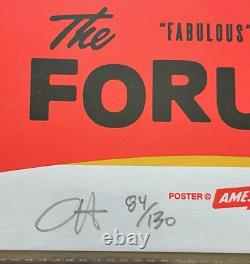 The "FABULOUS"
FORU
84/130
POSTER © AMES